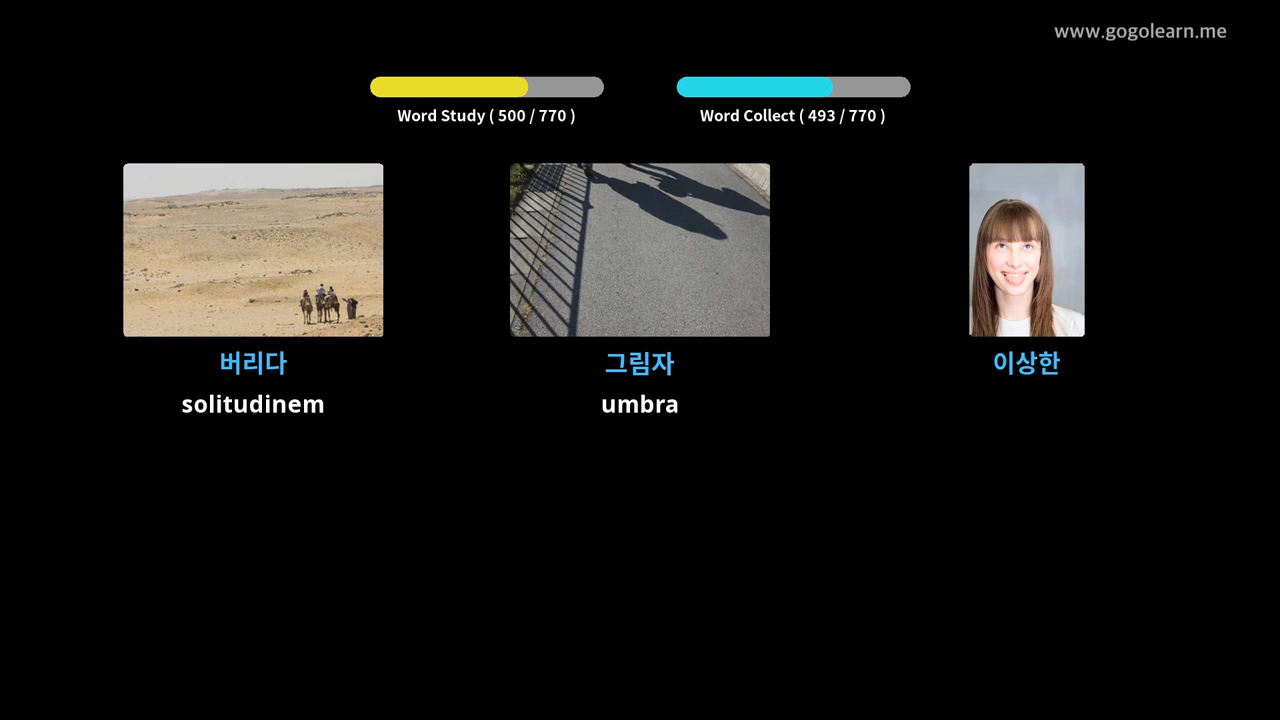 www.gogolearn.me
Word Study ( 500 / 770 )
Word Collect ( 493 / 770 )
버리다
그림자
이상한
solitudinem
umbra